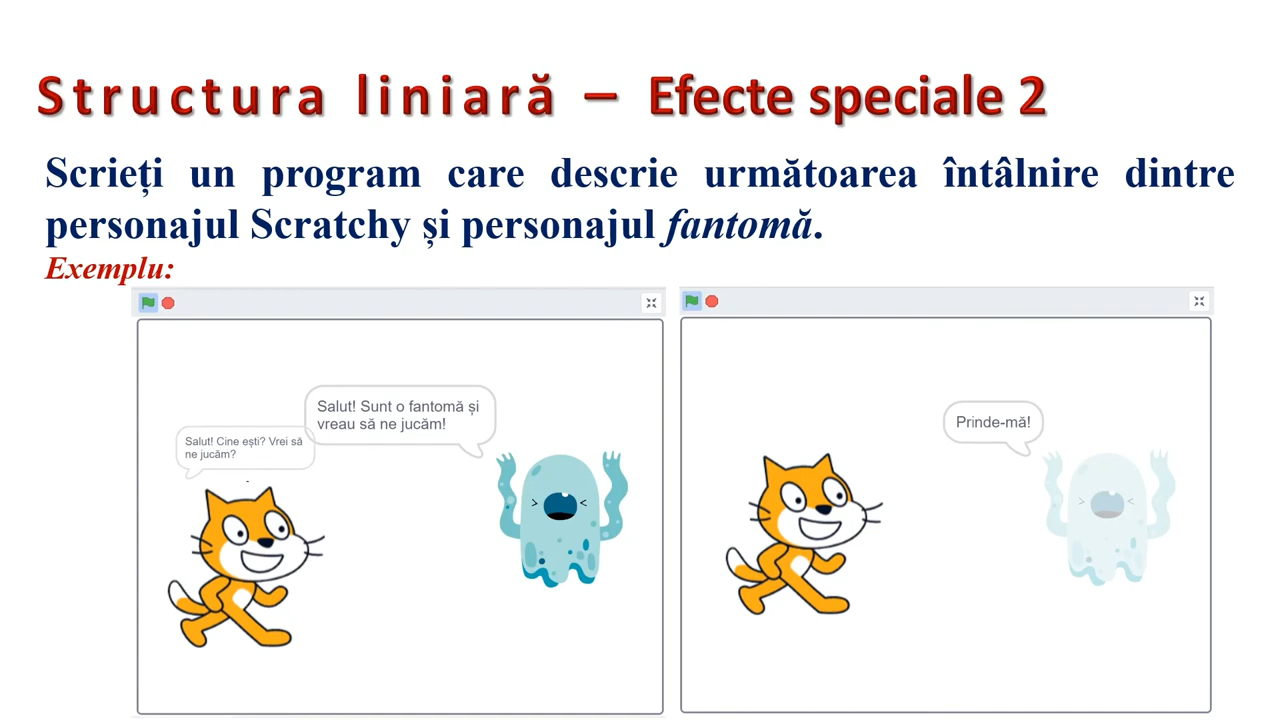 Structura liniară – Efecte speciale 2
Scrieți un program care descrie următoarea întâlnire dintre
personajul Scratchy și personajul fantomă.
Exemplu:
Salut! Sunt o fantomă și
vreau să ne jucăm!
Salut! Cine ești? Vrei să
ne jucăm?
Prinde-mă!